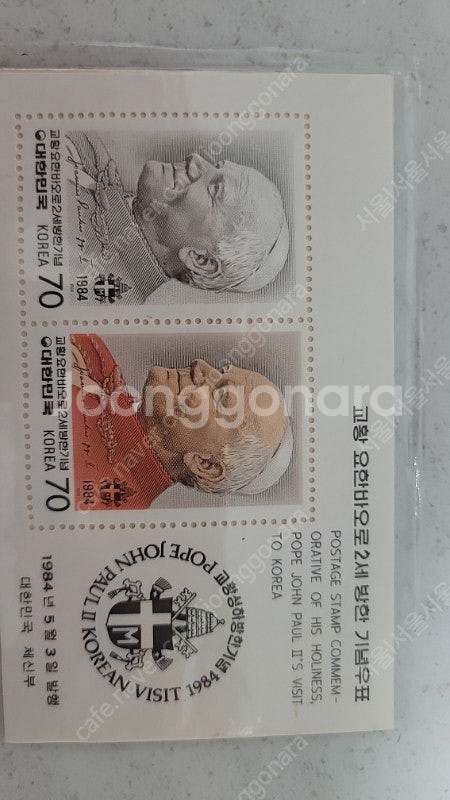 교황 요한바오로 2세 방한 기념우표
POSTAGE STAMP COMMEM-
ORATIVE OF HIS HOLINESS,
POPE JOHN PAUL II'S VISIT
TO KOREA
1984
교황요한바오로2세방한기념
대한민국 KOREA 70
1984
교황요한바오로2세방한기념
대한민국 KOREA 70
교황성하방한기념
POPE JOHN PAUL II KOREAN VISIT 1984
M
1984년 5월 3일 발행
대한민국 체신부
joonggonara